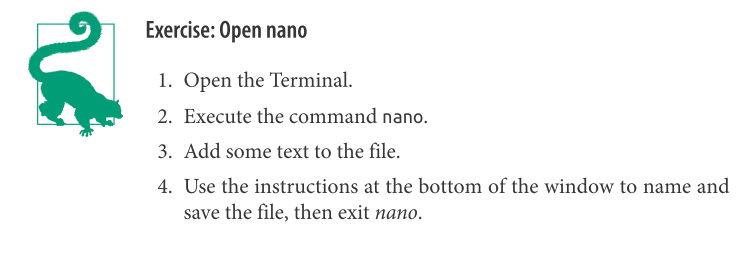 Exercise: Open nano
1. Open the Terminal.
2. Execute the command nano.
3. Add some text to the file.
4. Use the instructions at the bottom of the window to name and
save the file, then exit nano.